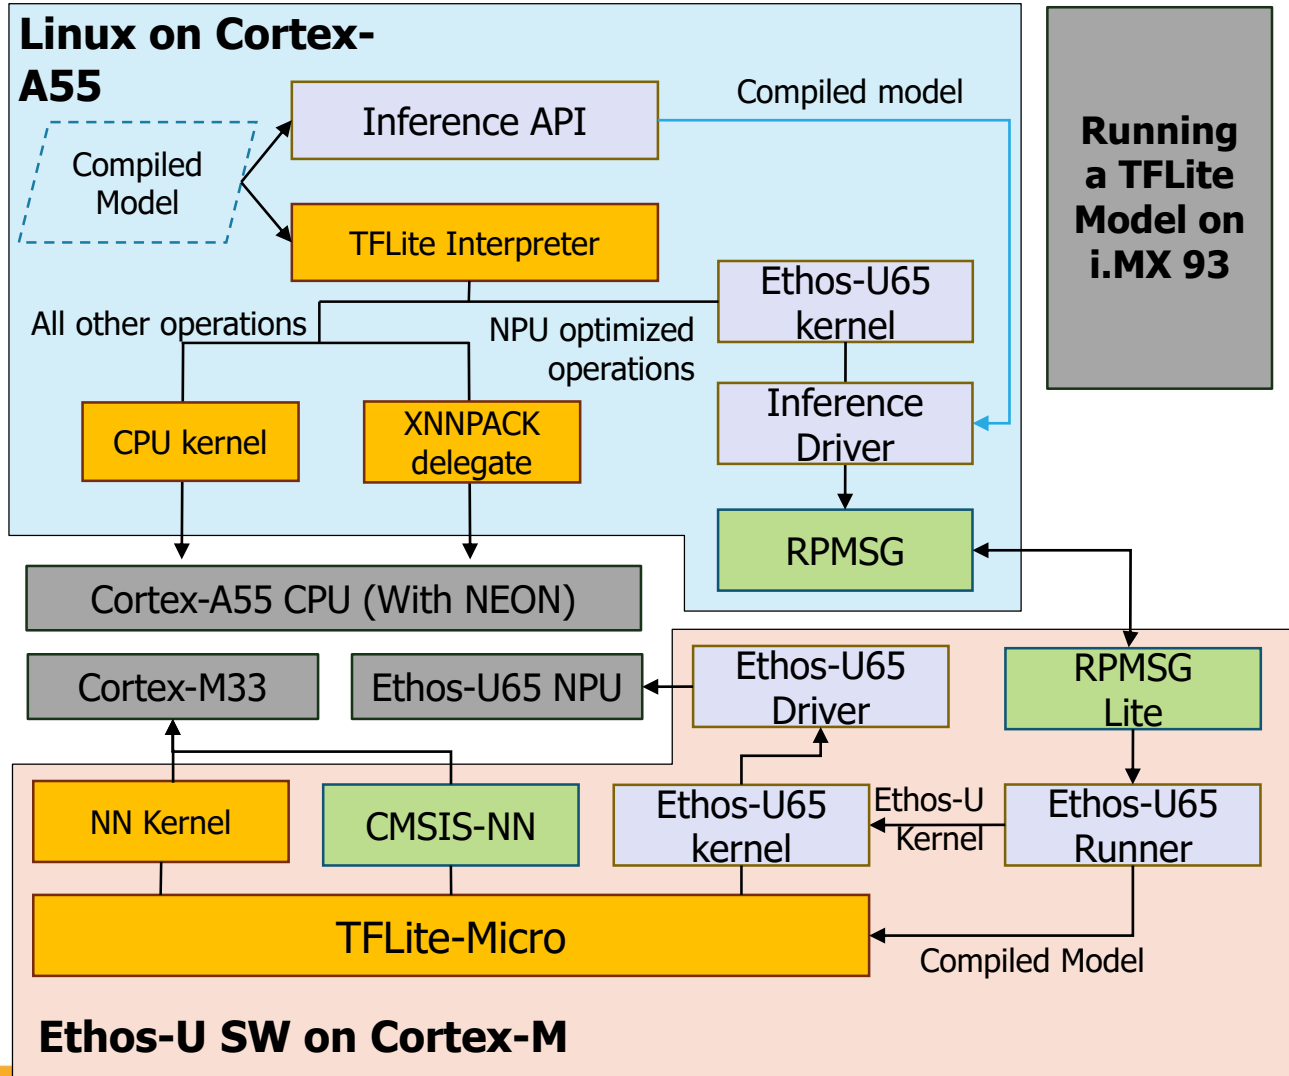 Linux on Cortex-
A55
Compiled
Model
Inference API
Compiled model
TFLite Interpreter
Running
a TFLite
Model on
i.MX 93
All other operations
NPU optimized
operations
Ethos-U65
kernel
CPU kernel
XNNPACK
delegate
Inference
Driver
RPMSG
Cortex-A55 CPU (With NEON)
Cortex-M33
Ethos-U65 NPU
Ethos-U65
Driver
RPMSG
Lite
NN Kernel
CMSIS-NN
Ethos-U65
kernel
Ethos-U
Kernel
Ethos-U65
Runner
TFLite-Micro
Compiled Model
Ethos-U SW on Cortex-M